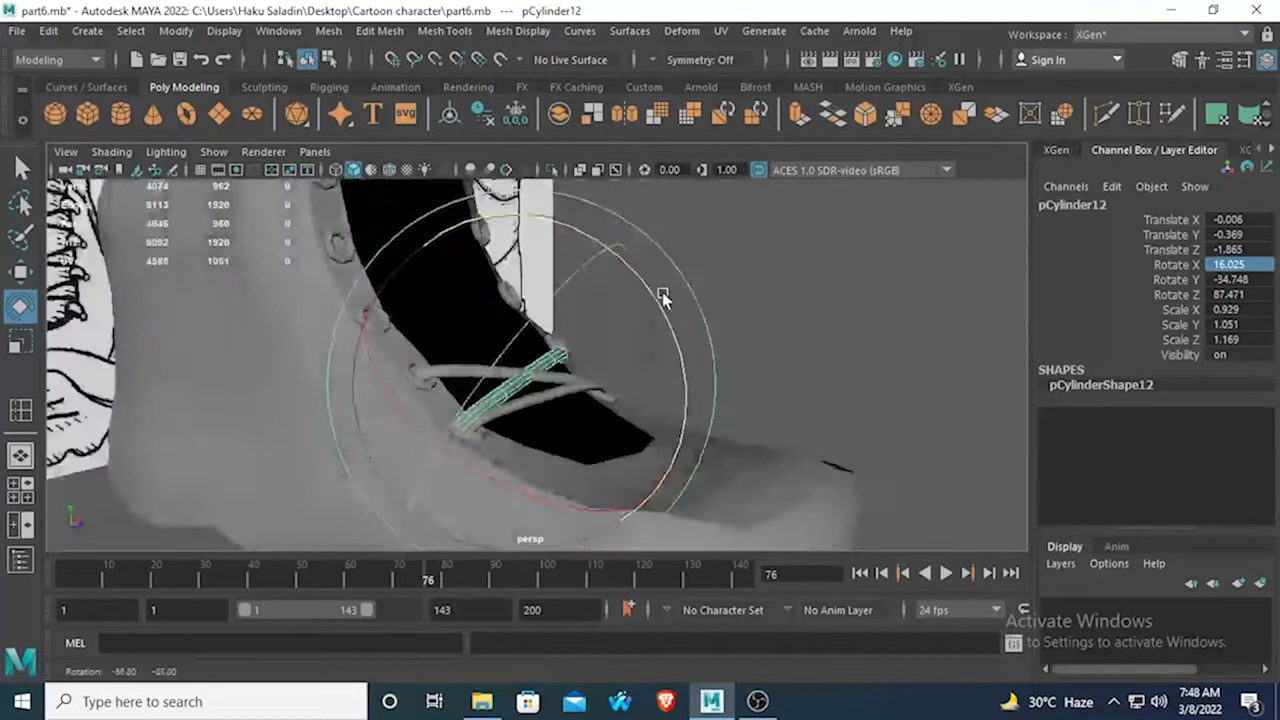 part6.mb* - Autodesk MAYA 2022: C:\Users\Haku Saladin\Desktop\Cartoon character\part6.mb --- pCylinder12
File Edit Create Select Modify Display Windows Mesh Edit Mesh Mesh Tools Mesh Display Curves Surfaces Deform UV Generate Cache Arnold Help Workspace : XGen*
Modeling No Live Surface Symmetry: Off Sign In
Curves / Surfaces Poly Modeling Sculpting Rigging Animation Rendering FX FX Caching Custom Arnold Bifrost MASH Motion Graphics XGen
View Shading Lighting Show Renderer Panels
XGen Channel Box / Layer Editor
0.00 1.00 ACES 1.0 SDR-video (sRGB)
Channels Edit Object Show
4074 962 0
8113 1920 0
4046 960 0
8092 1920 0
4586 1051 0
pCylinder12
Translate X -0.006
Translate Y -0.369
Translate Z -1.865
Rotate X 16.025
Rotate Y -34.748
Rotate Z 87.471
Scale X 0.929
Scale Y 1.051
Scale Z 1.169
Visibility on
SHAPES
pCylinderShape12
persp
Display Anim
Layers Options Help
10 20 30 40 50 60 70 76 80 90 100 110 120 130 140 76
1 1 1 143 143 200 No Character Set No Anim Layer 24 fps
Activate Windows
to Settings to activate Windows.
MEL
Rotation:
Type here to search
30°C Haze
7:48 AM
3/8/2022
3